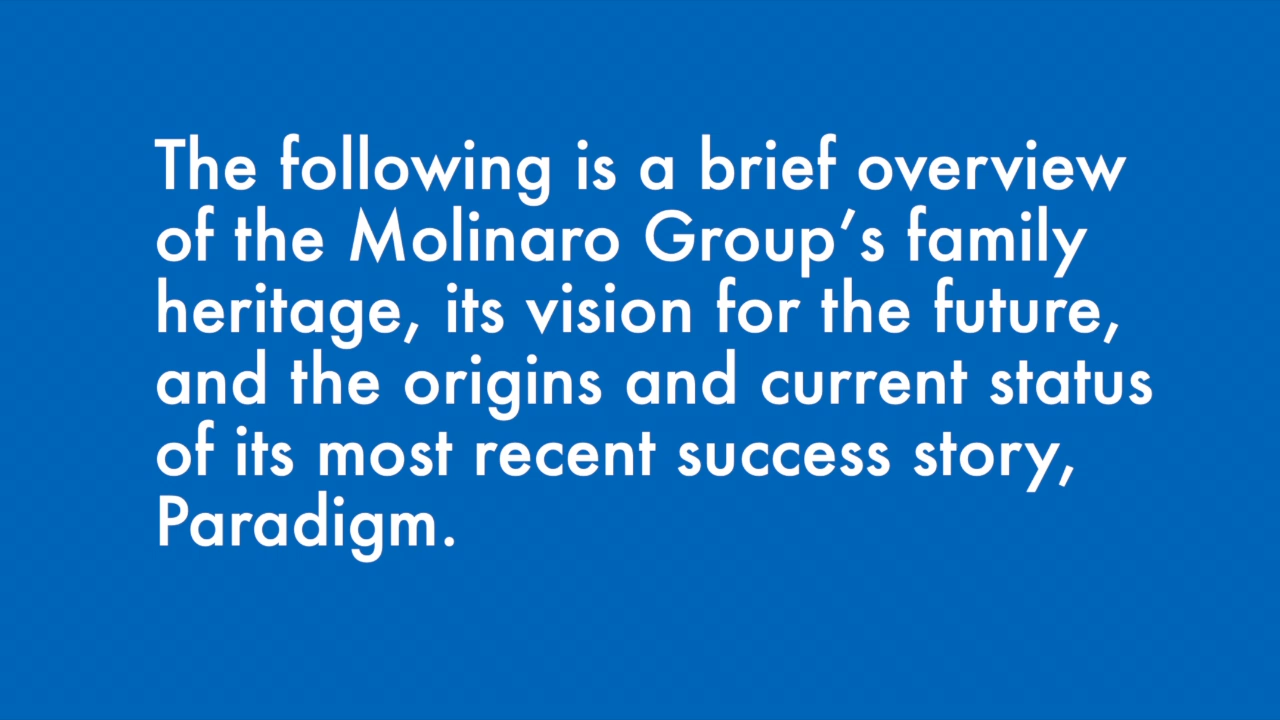 The following is a brief overview
of the Molinaro Group’s family
heritage, its vision for the future,
and the origins and current status
of its most recent success story,
Paradigm.